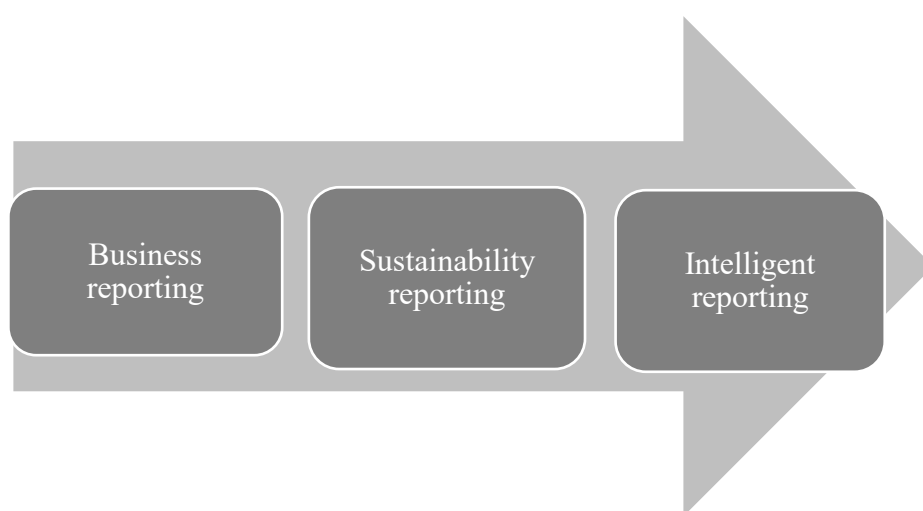 Business
reporting
Sustainability
reporting
Intelligent
reporting